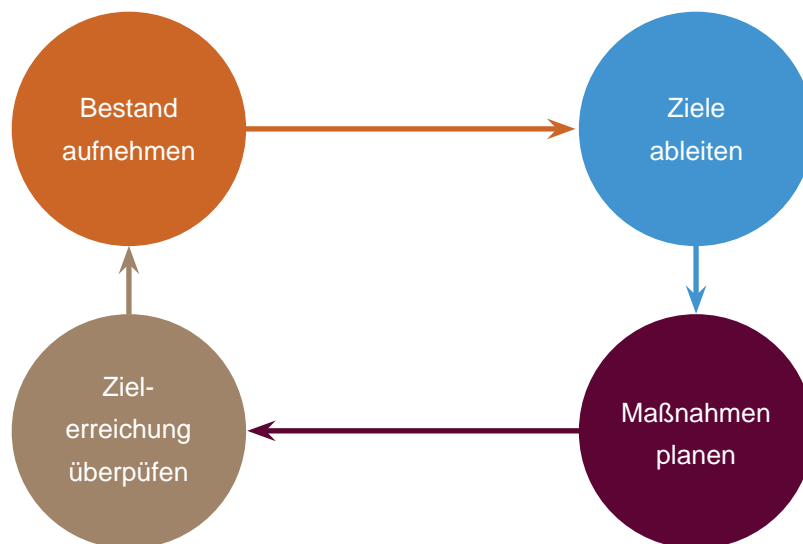 Bestand
aufnehmen
Ziele
ableiten
Maßnahmen
planen
Ziel-
erreichung
überpüfen